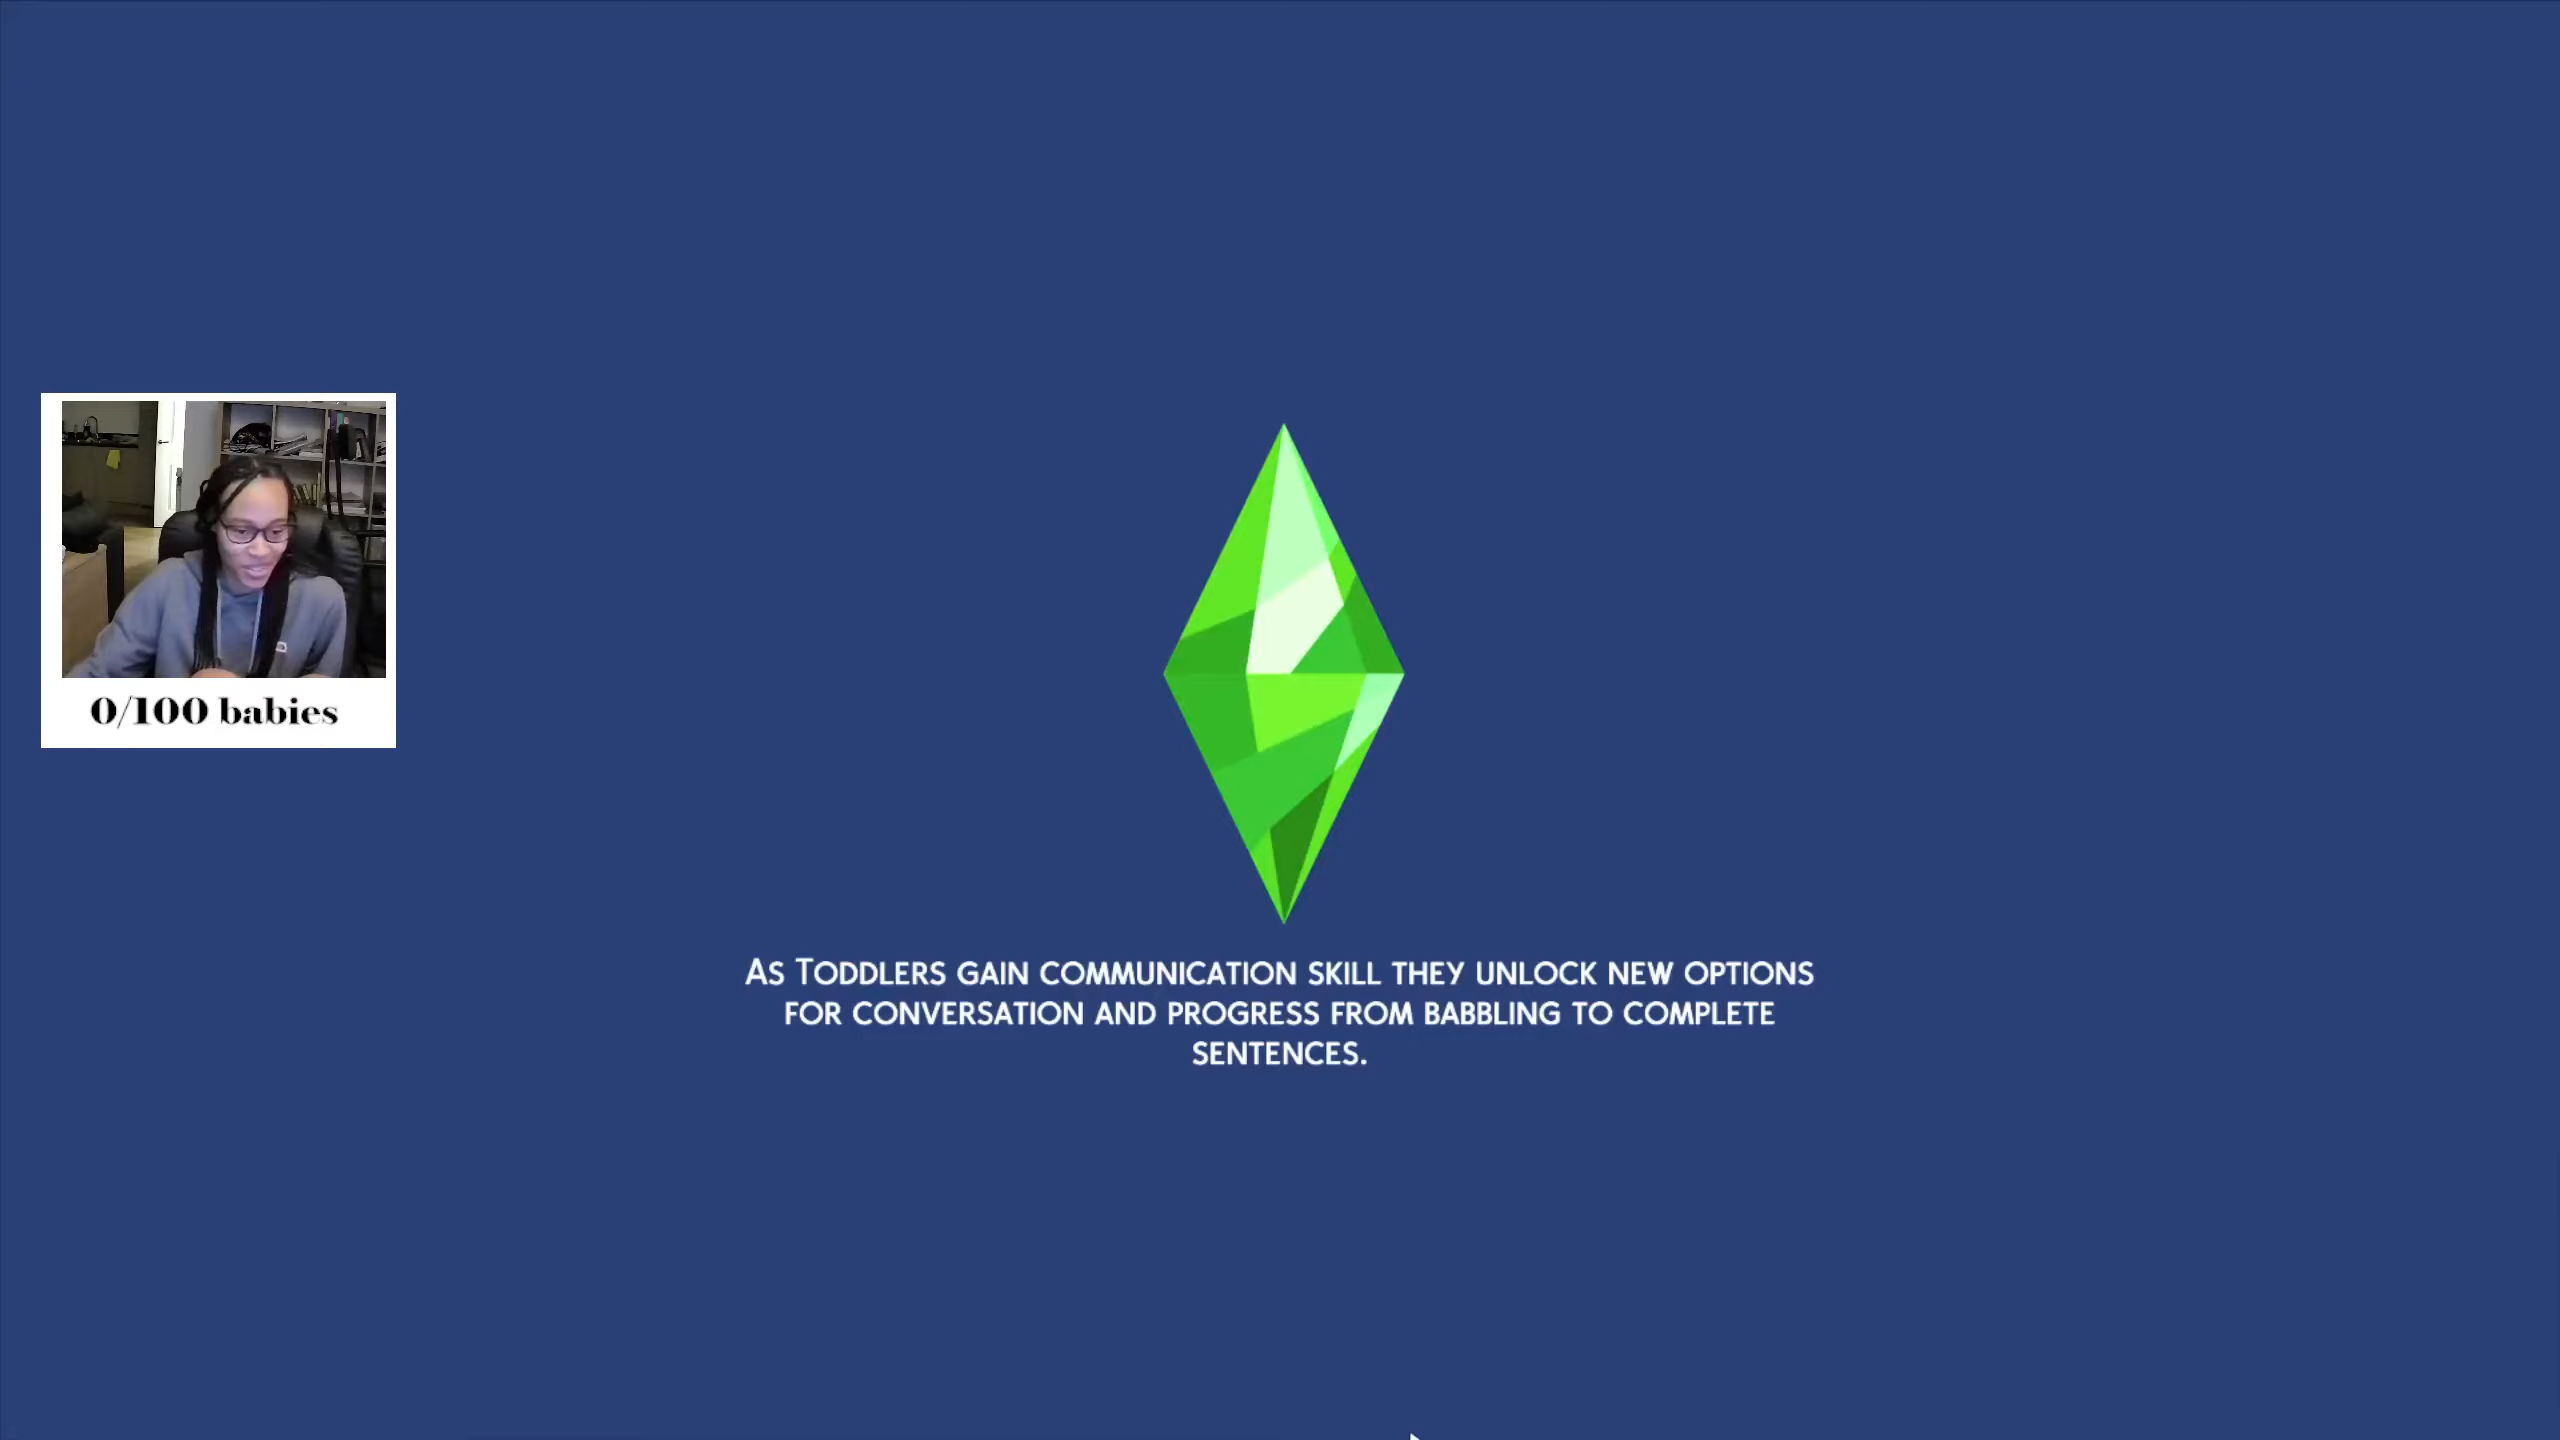 0/100 babies
As Toddlers gain communication skill they unlock new options
for conversation and progress from babbling to complete
sentences.